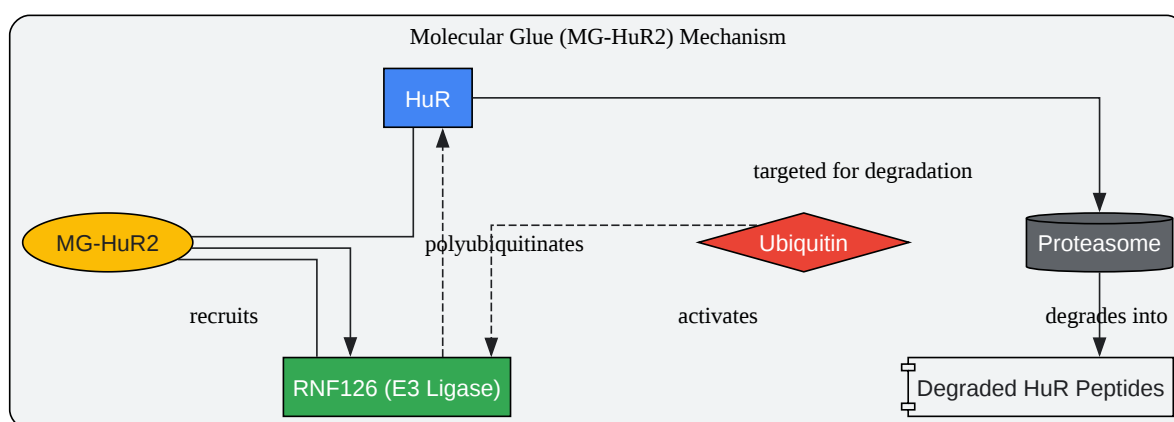 Molecular Glue (MG-HuR2) Mechanism
HuR
targeted for degradation
MG-HuR2
polyubiquitinates
Ubiquitin
Proteasome
recruits
activates
degrades into
RNF126 (E3 Ligase)
Degraded HuR Peptides